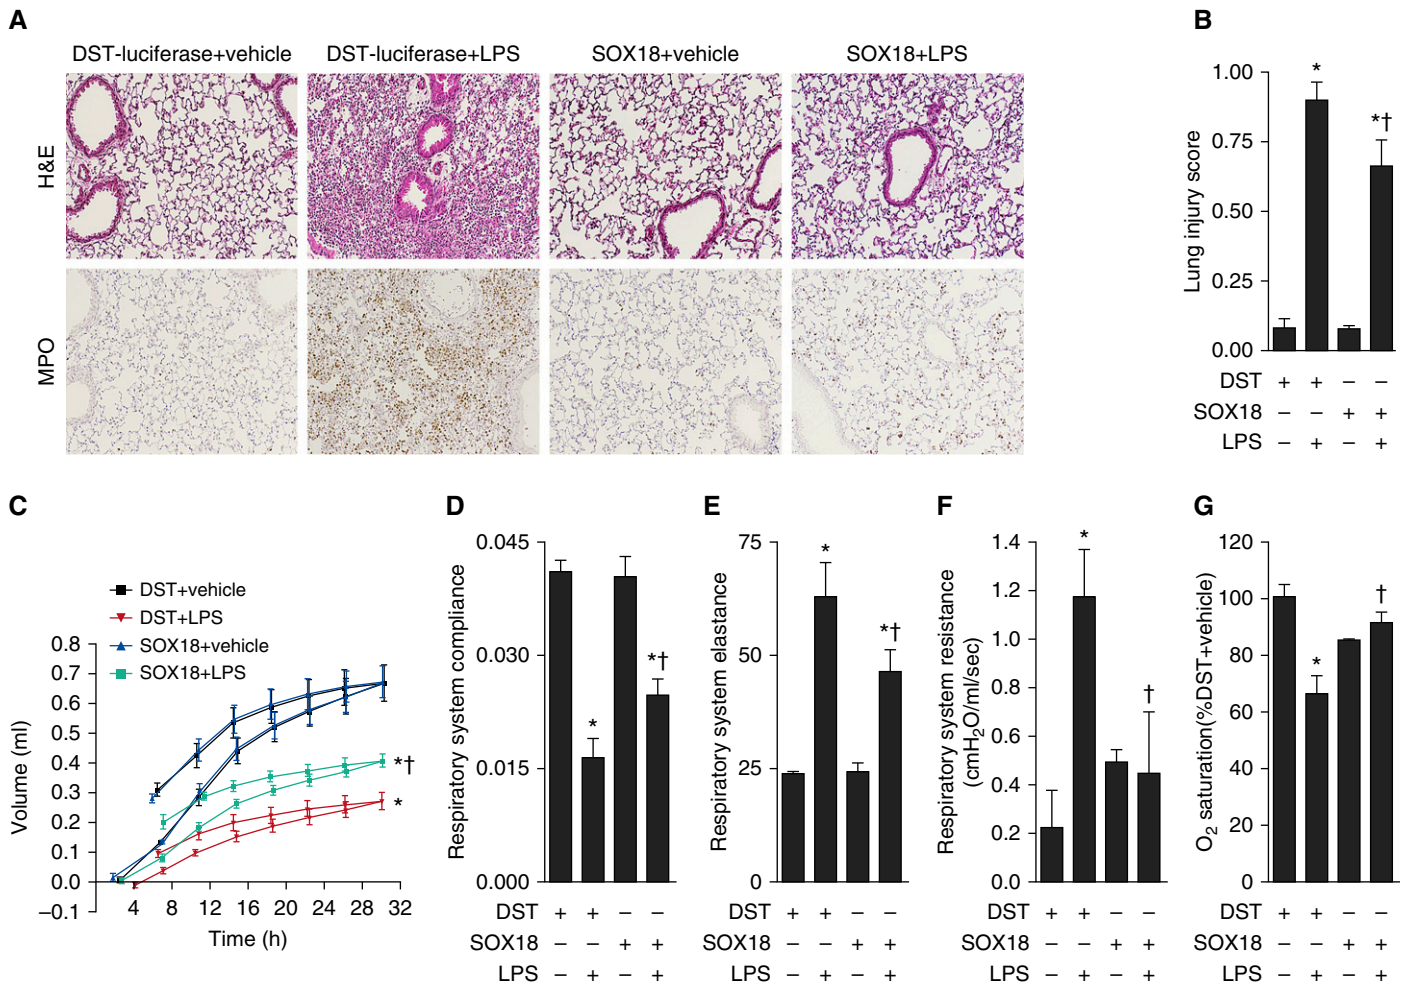 A
DST-luciferase+vehicle
DST-luciferase+LPS
SOX18+vehicle
SOX18+LPS
H&E
MPO
B
Lung injury score
1.00
0.75
0.50
0.25
0.00
*
*†
DST + + – –
SOX18 – – + +
LPS – + – +
C
DST+vehicle
DST+LPS
SOX18+vehicle
SOX18+LPS
Volume (ml)
0.8
0.7
0.6
0.5
0.4
0.3
0.2
0.1
0.0
–0.1
*†
*
4 8 12 16 20 24 28 32
Time (h)
D
Respiratory system compliance
0.045
0.030
0.015
0.000
*
*†
DST + + – –
SOX18 – – + +
LPS – + – +
E
Respiratory system elastance
75
50
25
0
*
*†
DST + + – –
SOX18 – – + +
LPS – + – +
F
Respiratory system resistance
(cmH2O/ml/sec)
1.4
1.2
1.0
0.8
0.6
0.4
0.2
0.0
*
†
DST + + – –
SOX18 – – + +
LPS – + – +
G
O2 saturation(%DST+vehicle)
120
100
80
60
40
20
0
*
†
DST + + – –
SOX18 – – + +
LPS – + – +